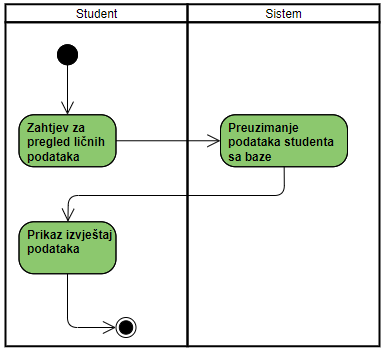 Student
Sistem
Zahtjev za
pregled ličnih
podataka
Preuzimanje
podataka studenta
sa baze
Prikaz izvještaj
podataka